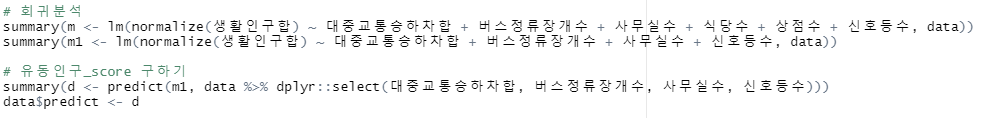 # 회귀분석
summary(m <- lm(normalize(생활인구합) ~ 대중교통승하차합 + 버스정류장개수 + 사무실수 + 식당수 + 상점수 + 신호등수, data))
summary(m1 <- lm(normalize(생활인구합) ~ 대중교통승하차합 + 버스정류장개수 + 사무실수 + 신호등수, data))
# 유동인구_score 구하기
summary(d <- predict(m1, data %>% dplyr::select(대중교통승하차합, 버스정류장개수, 사무실수, 신호등수)))
data$predict <- d